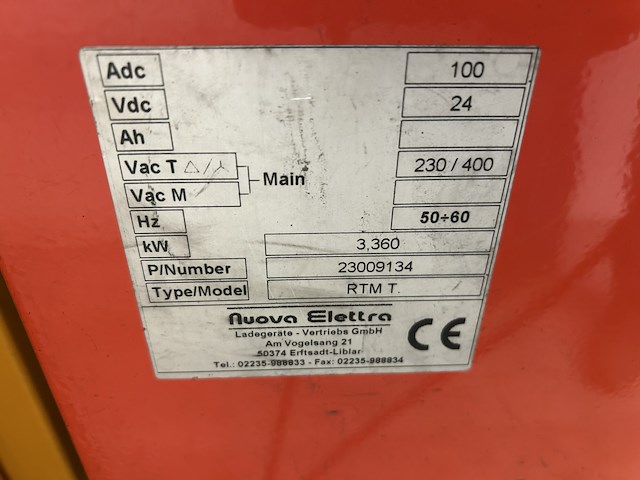 Adc 100
Vdc 24
Ah
Vac T △/⅄ 230 / 400
Main
Vac M
Hz 50÷60
kW 3,360
P/Number 23009134
Type/Model RTM T.
Nuova Elettra
Ladegeräte - Vertriebs GmbH
Am Vogelsang 21
50374 Erftsadt-Liblar
Tel.: 02235-988833 - Fax: 02235-988834
CE